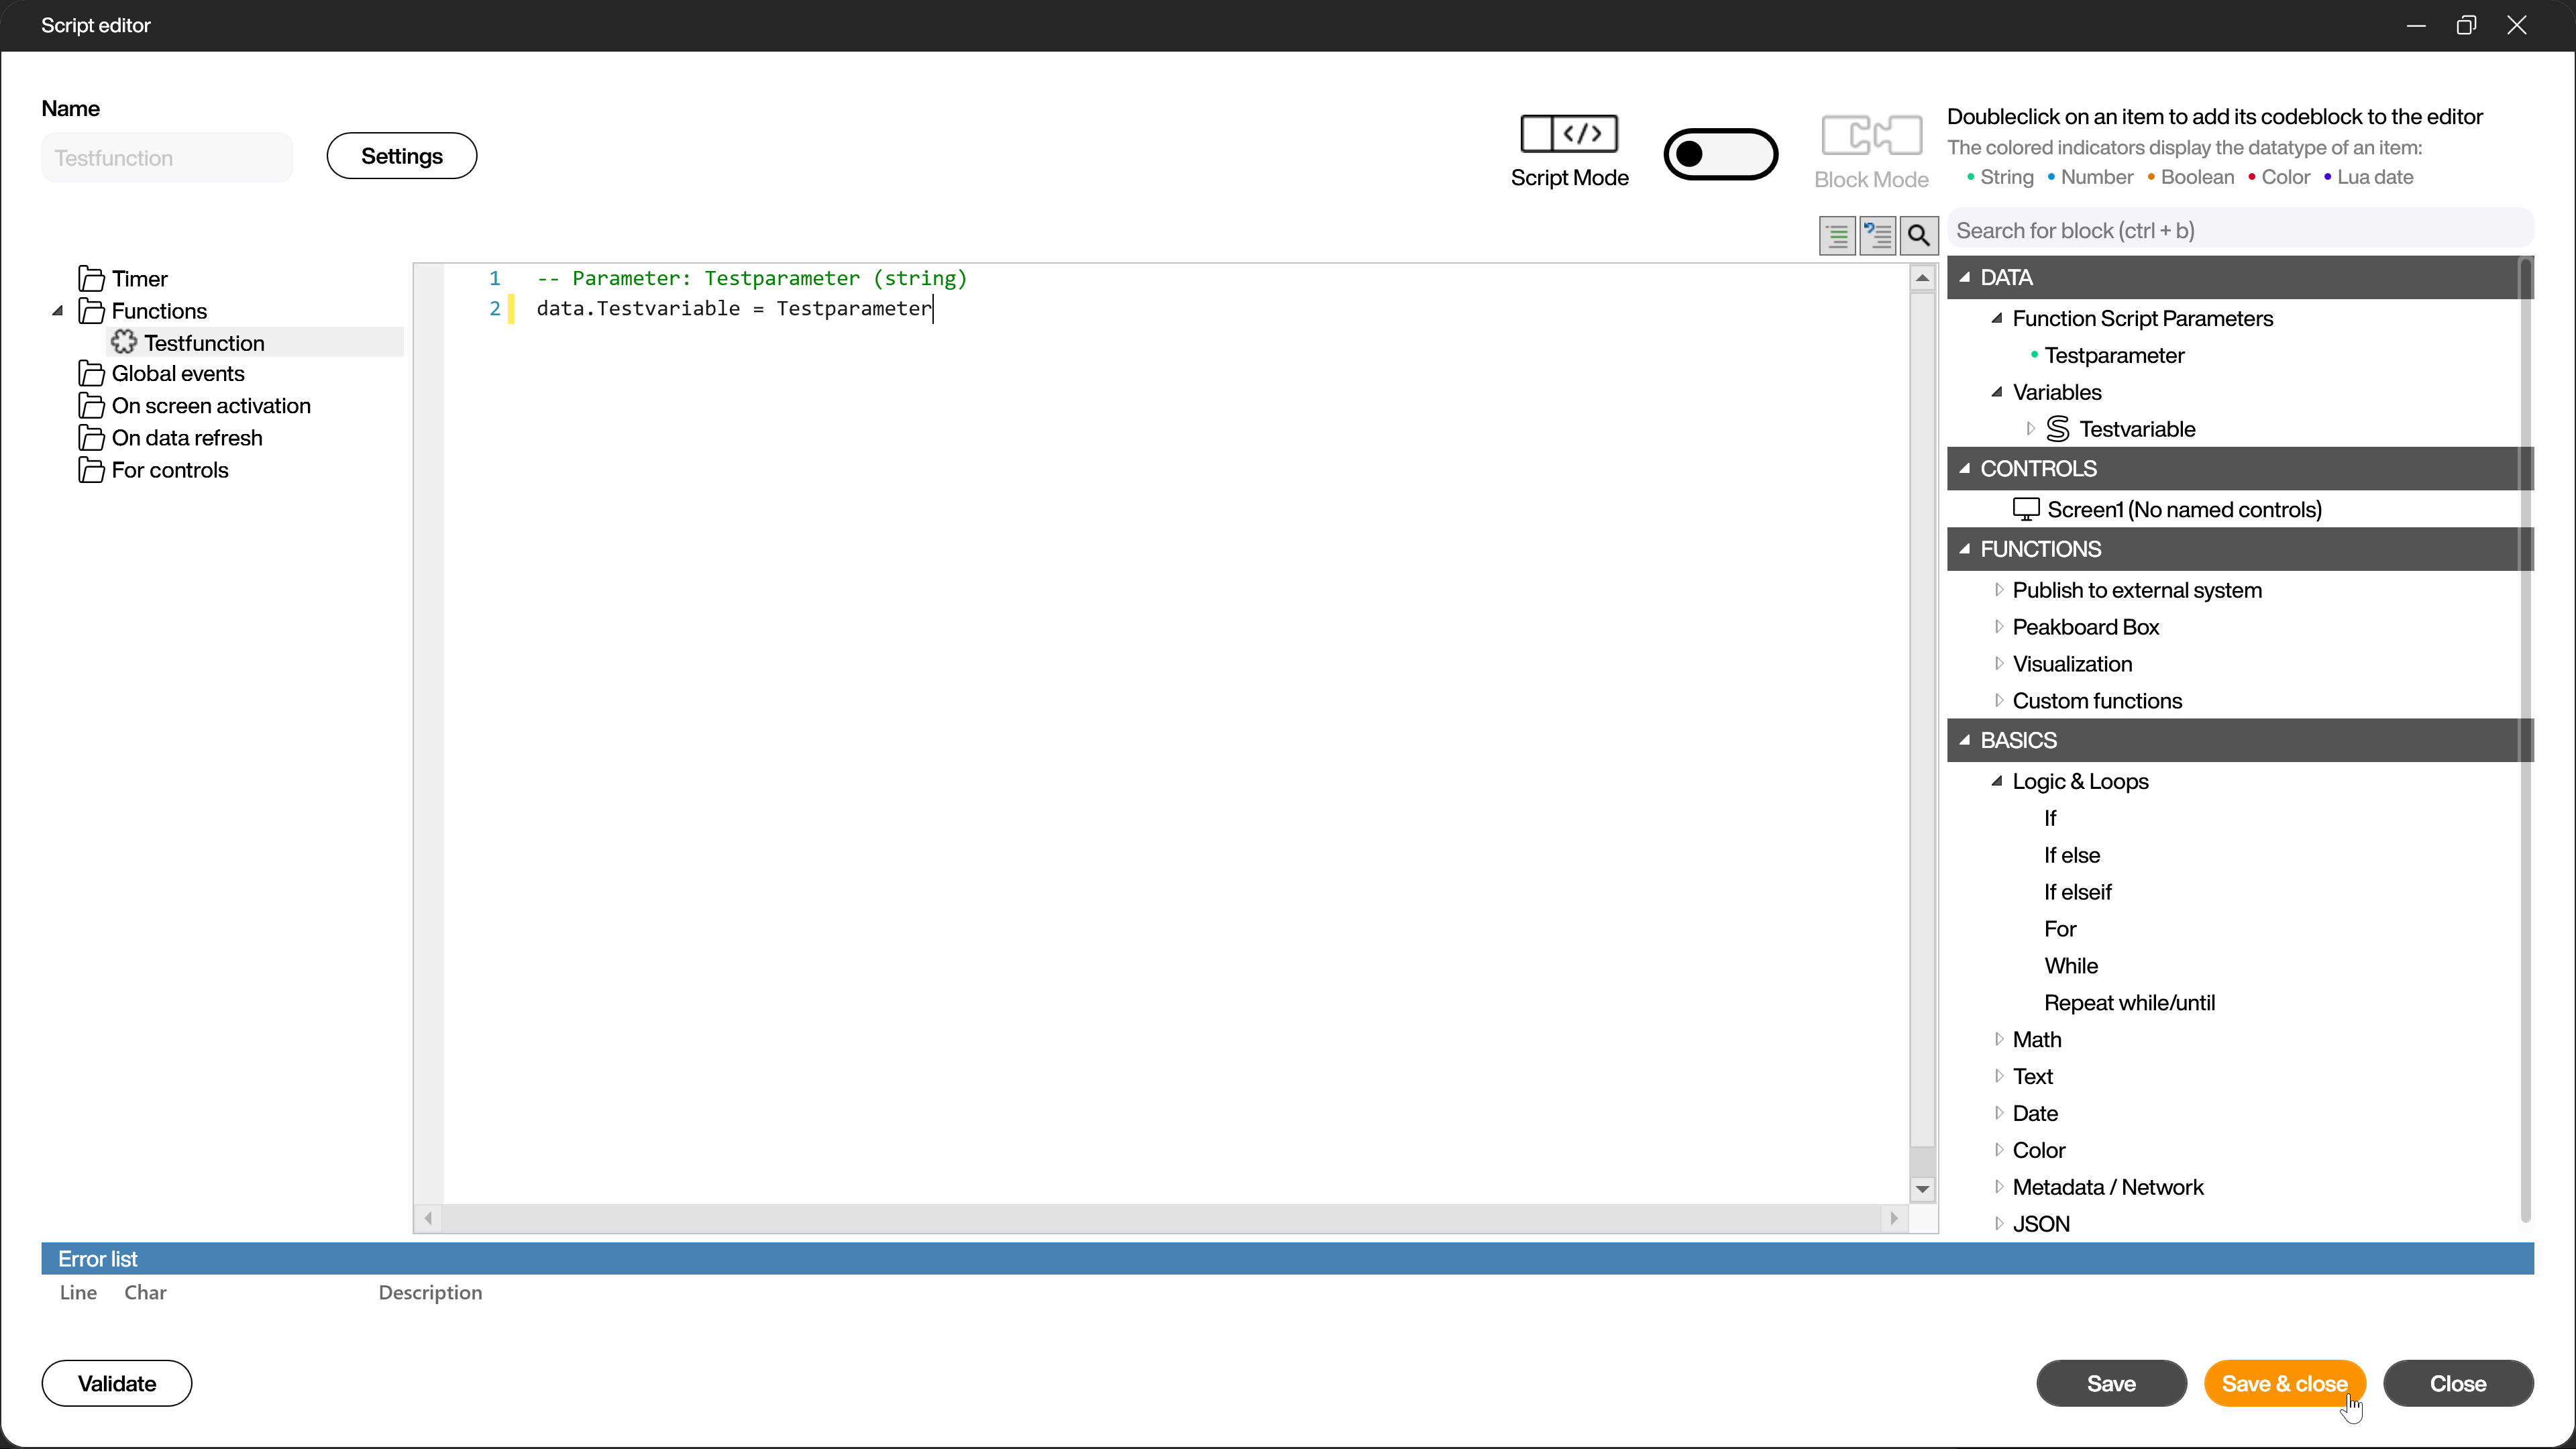 Script editor
Name
Testfunction
Settings
Script Mode
Block Mode
Doubleclick on an item to add its codeblock to the editor
The colored indicators display the datatype of an item:
• String • Number • Boolean • Color • Lua date
Search for block (ctrl + b)
Timer
Functions
Testfunction
Global events
On screen activation
On data refresh
For controls
1 -- Parameter: Testparameter (string)
2 data.Testvariable = Testparameter
DATA
Function Script Parameters
• Testparameter
Variables
Testvariable
CONTROLS
Screen1 (No named controls)
FUNCTIONS
Publish to external system
Peakboard Box
Visualization
Custom functions
BASICS
Logic & Loops
If
If else
If elseif
For
While
Repeat while/until
Math
Text
Date
Color
Metadata / Network
JSON
Error list
Line Char Description
Validate
Save
Save & close
Close